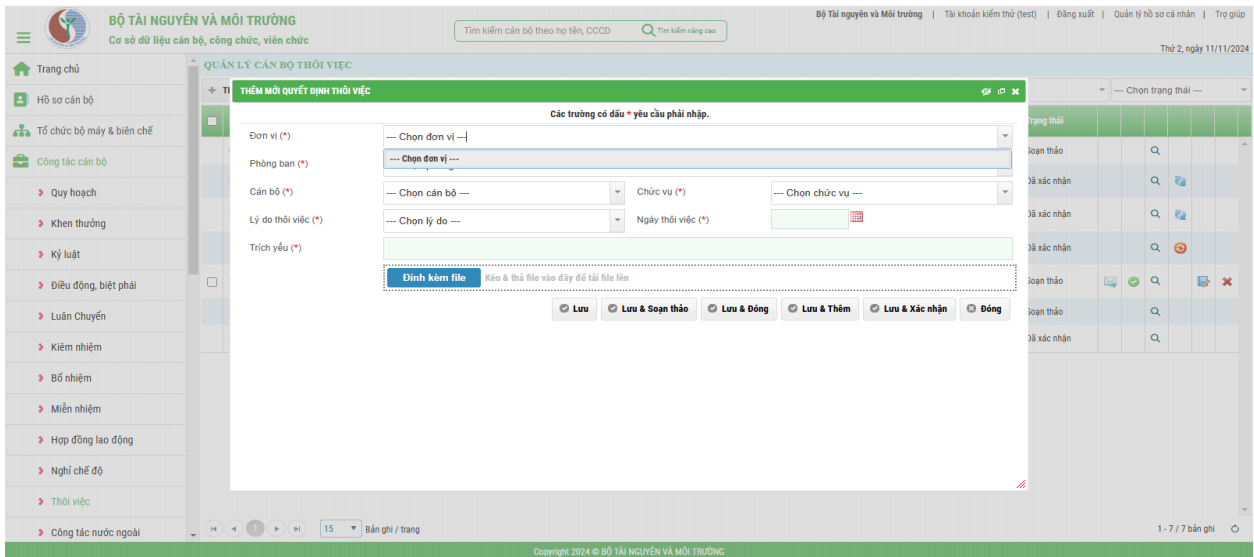 BỘ TÀI NGUYÊN VÀ MÔI TRƯỜNG
Cơ sở dữ liệu cán bộ, công chức, viên chức
Tìm kiếm cán bộ theo họ tên, CCCD
Tìm kiếm nâng cao
Bộ Tài nguyên và Môi trường | Tài khoản kiểm thử (test) | Đăng xuất | Quản lý hồ sơ cá nhân | Trợ giúp
Thứ 2, ngày 11/11/2024
Trang chủ
Hồ sơ cán bộ
Tổ chức bộ máy & biên chế
Công tác cán bộ
Quy hoạch
Khen thưởng
Kỷ luật
Điều động, biệt phái
Luân Chuyển
Kiêm nhiệm
Bổ nhiệm
Miễn nhiệm
Hợp đồng lao động
Nghỉ chế độ
Thôi việc
Công tác nước ngoài
QUẢN LÝ CÁN BỘ THÔI VIỆC
--- Chọn trạng thái ---
Trạng thái
Soạn thảo
Đã xác nhận
Đã xác nhận
Đã xác nhận
Soạn thảo
Soạn thảo
Đã xác nhận
THÊM MỚI QUYẾT ĐỊNH THÔI VIỆC
Các trường có dấu * yêu cầu phải nhập.
Đơn vị (*)
--- Chọn đơn vị ---
--- Chọn đơn vị ---
Phòng ban (*)
Cán bộ (*)
--- Chọn cán bộ ---
Chức vụ (*)
--- Chọn chức vụ ---
Lý do thôi việc (*)
--- Chọn lý do ---
Ngày thôi việc (*)
Trích yếu (*)
Đính kèm file
Kéo & thả file vào đây để tải file lên
Lưu
Lưu & Soạn thảo
Lưu & Đóng
Lưu & Thêm
Lưu & Xác nhận
Đóng
1
15
Bản ghi / trang
1 - 7 / 7 bản ghi
Copyright 2024 © BỘ TÀI NGUYÊN VÀ MÔI TRƯỜNG